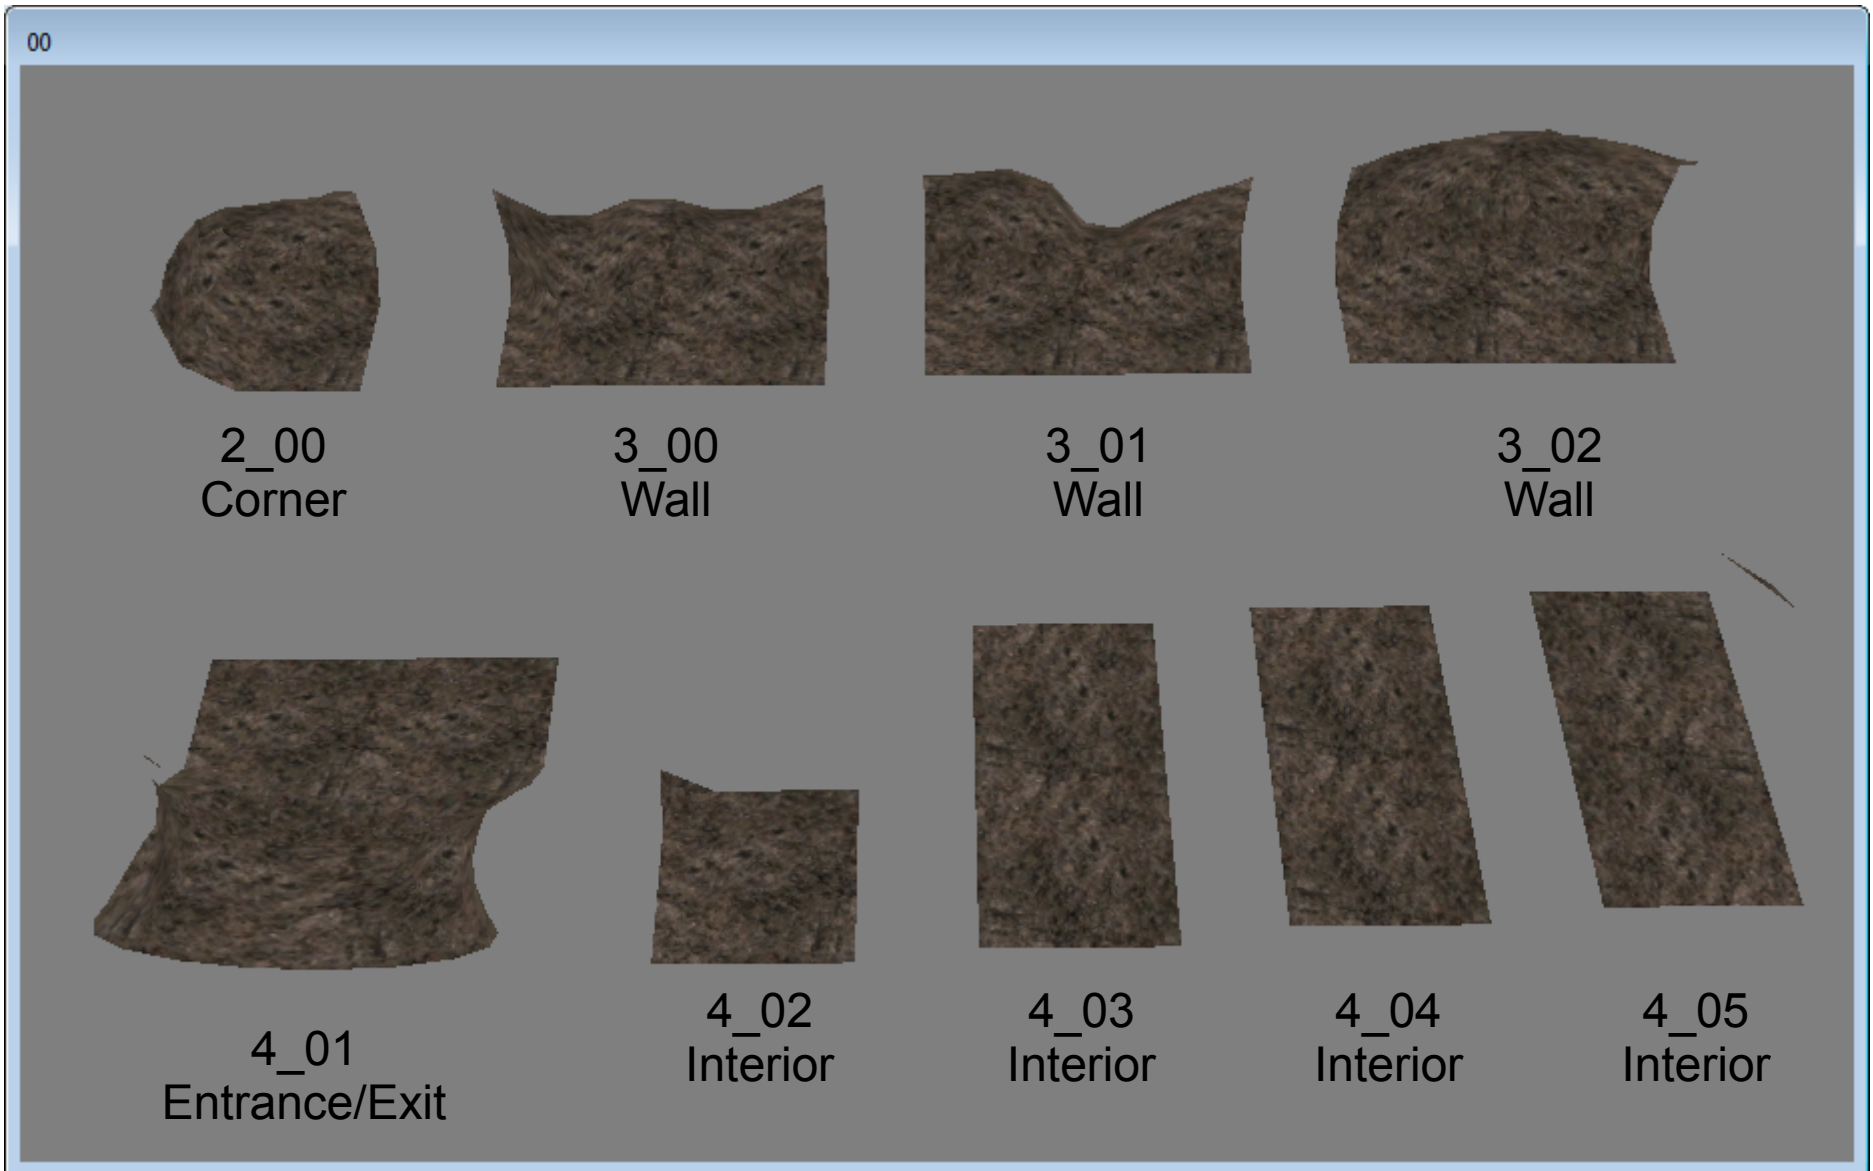 00
2_00
Corner
3_00
Wall
3_01
Wall
3_02
Wall
4_01
Entrance/Exit
4_02
Interior
4_03
Interior
4_04
Interior
4_05
Interior